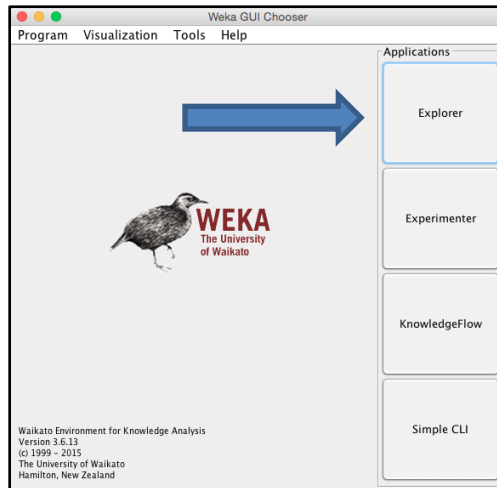 Weka GUI Chooser
Program Visualization Tools Help
Applications
Explorer
WEKA
The University
of Waikato
Experimenter
KnowledgeFlow
Simple CLI
Waikato Environment for Knowledge Analysis
Version 3.6.13
(c) 1999 - 2015
The University of Waikato
Hamilton, New Zealand